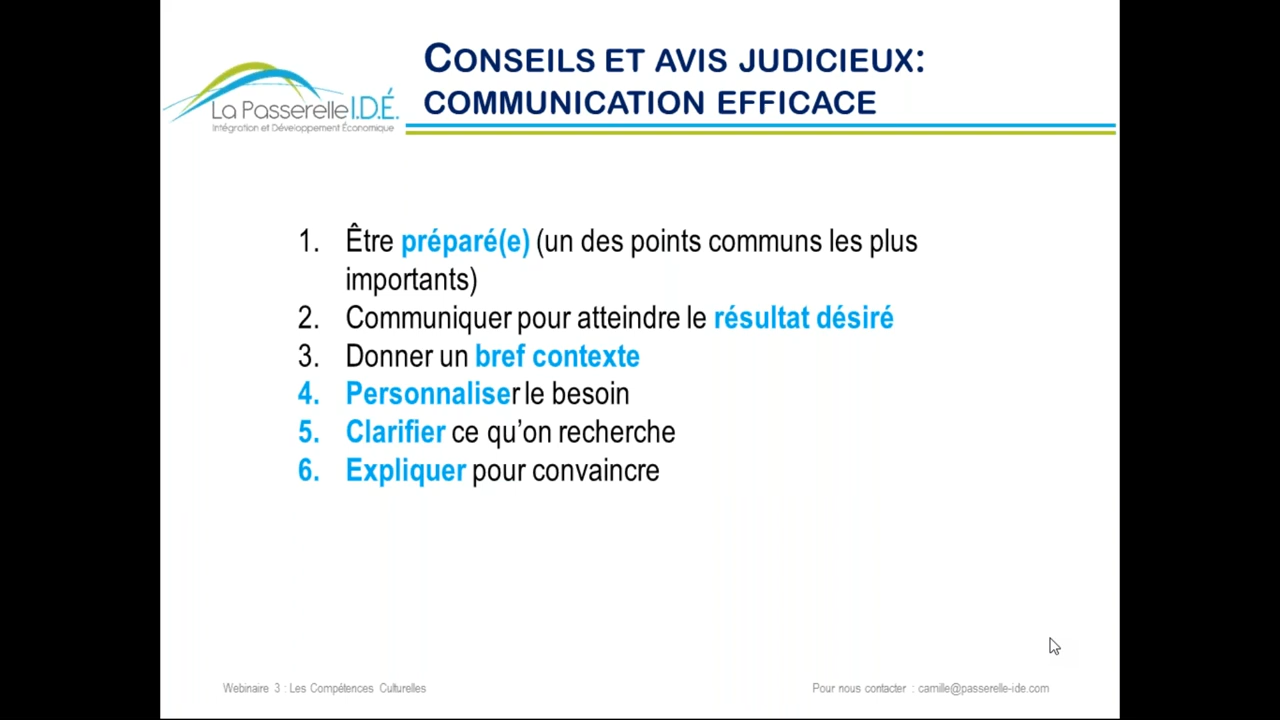 CONSEILS ET AVIS JUDICIEUX:
COMMUNICATION EFFICACE
La Passerelle I.D.É.
Intégration et Développement Économique
1. Être préparé(e) (un des points communs les plus
importants)
2. Communiquer pour atteindre le résultat désiré
3. Donner un bref contexte
4. Personnaliser le besoin
5. Clarifier ce qu'on recherche
6. Expliquer pour convaincre
Webinaire 3 : Les Compétences Culturelles
Pour nous contacter : camille@passerelle-ide.com